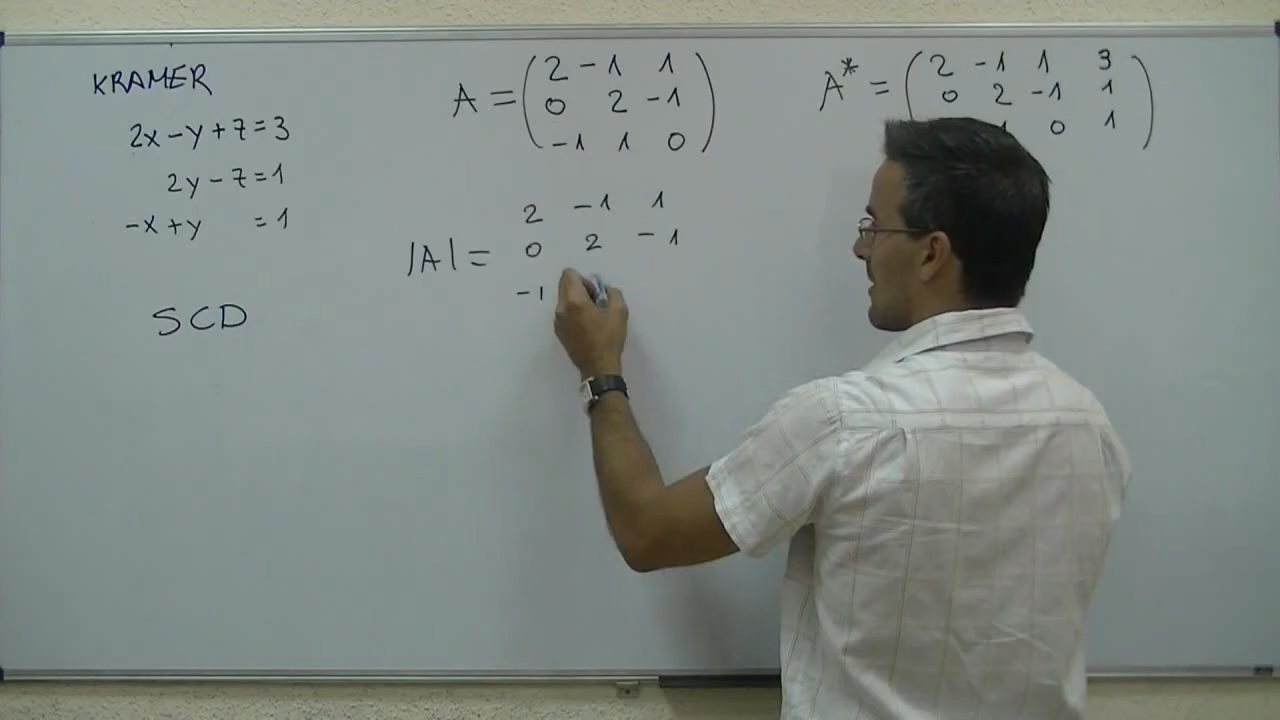 KRAMER
2x - y + z = 3
2y - z = 1
-x + y = 1
SCD
A = ( 2 -1 1
0 2 -1
-1 1 0 )
A* = ( 2 -1 1 3
0 2 -1 1
1 0 1 )
|A| = 2 -1 1
0 2 -1
-1